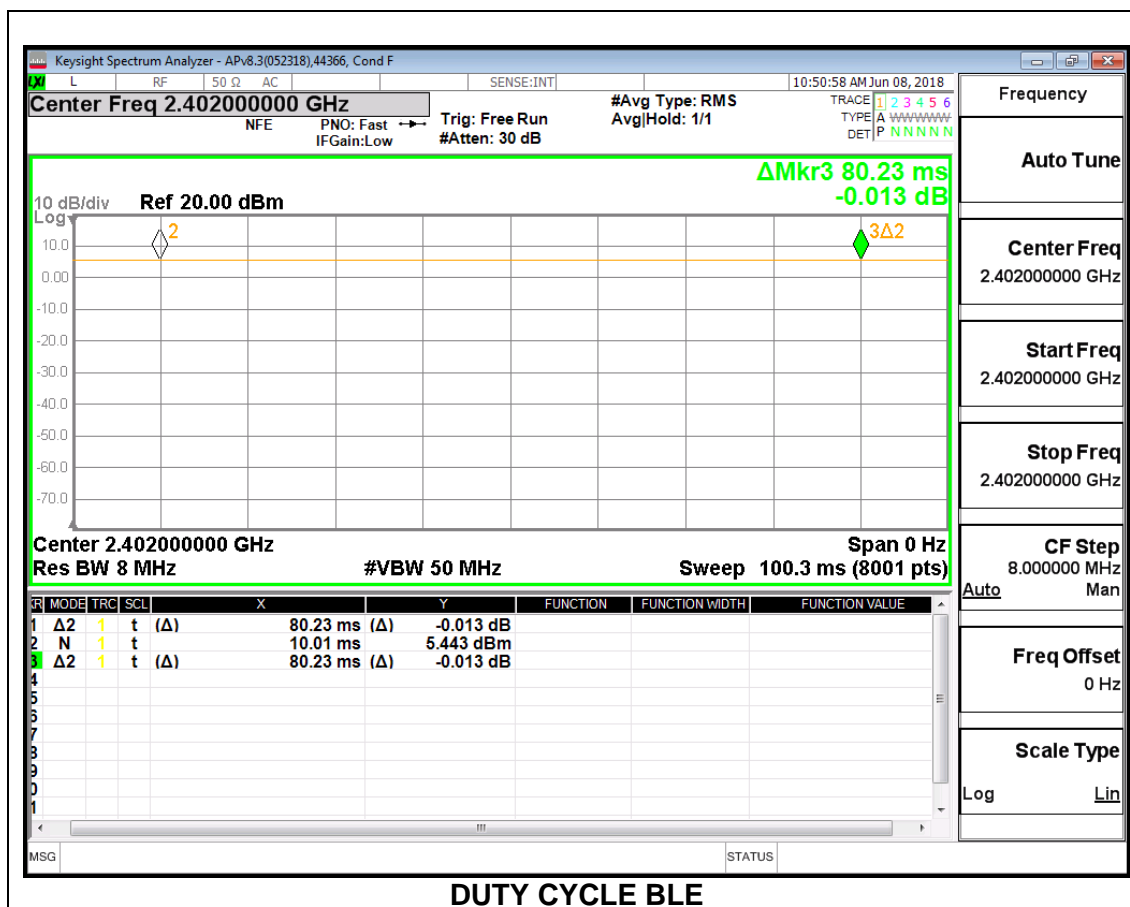 Keysight Spectrum Analyzer - APv8.3(052318),44366, Cond F
LXI L RF 50 Ω AC SENSE:INT 10:50:58 AM Jun 08, 2018
Center Freq 2.402000000 GHz
NFE
PNO: Fast
IFGain:Low
Trig: Free Run
#Atten: 30 dB
#Avg Type: RMS
Avg|Hold: 1/1
TRACE 1 2 3 4 5 6
TYPE A WWWWW
DET P N N N N N
ΔMkr3 80.23 ms
-0.013 dB
10 dB/div Ref 20.00 dBm
Log
2
3Δ2
10.0
0.00
-10.0
-20.0
-30.0
-40.0
-50.0
-60.0
-70.0
Center 2.402000000 GHz Span 0 Hz
Res BW 8 MHz #VBW 50 MHz Sweep 100.3 ms (8001 pts)
MODE TRC SCL X Y FUNCTION FUNCTION WIDTH FUNCTION VALUE
1 Δ2 1 t (Δ) 80.23 ms (Δ) -0.013 dB
2 N 1 t 10.01 ms 5.443 dBm
3 Δ2 1 t (Δ) 80.23 ms (Δ) -0.013 dB
4
5
6
7
8
9
0
1
MSG STATUS
Frequency
Auto Tune
Center Freq
2.402000000 GHz
Start Freq
2.402000000 GHz
Stop Freq
2.402000000 GHz
CF Step
8.000000 MHz
Auto Man
Freq Offset
0 Hz
Scale Type
Log Lin
DUTY CYCLE BLE